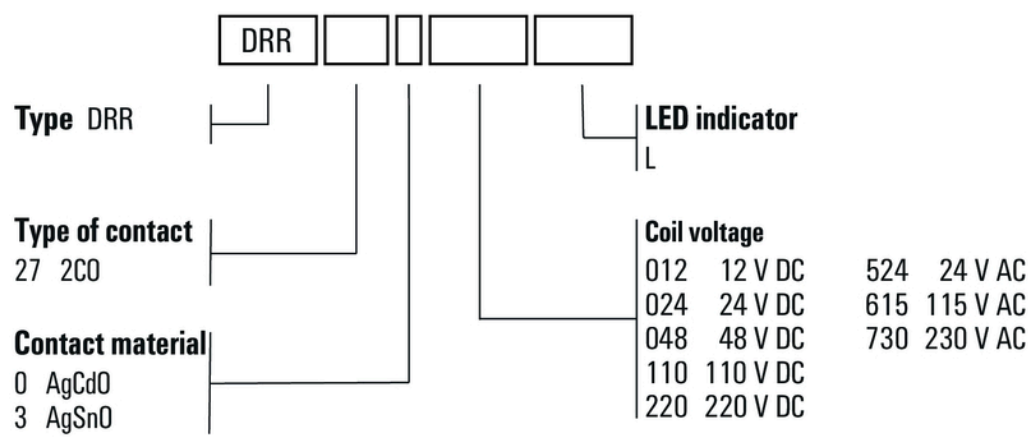 DRR
Type DRR
Type of contact
27 2CO
Contact material
0 AgCdO
3 AgSnO
LED indicator
L
Coil voltage
012 12 V DC 524 24 V AC
024 24 V DC 615 115 V AC
048 48 V DC 730 230 V AC
110 110 V DC
220 220 V DC